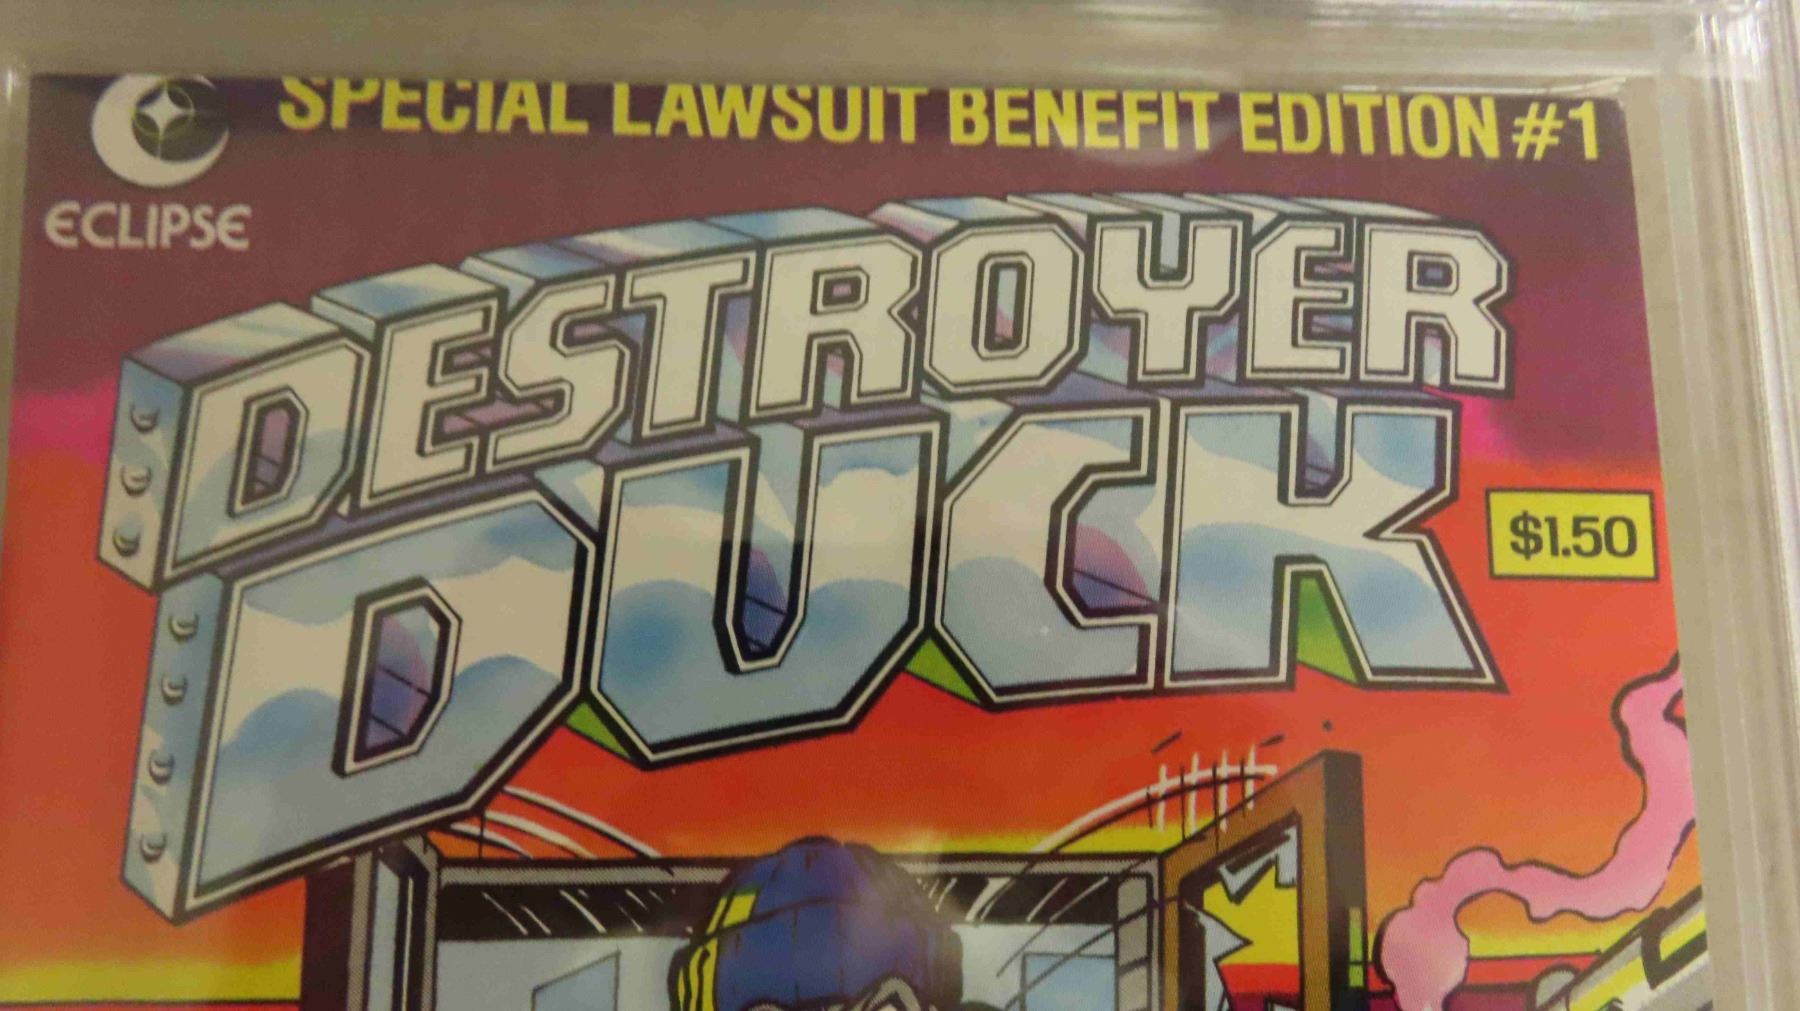 SPECIAL LAWSUIT BENEFIT EDITION #1
ECLIPSE
DESTROYER
DUCK
$1.50